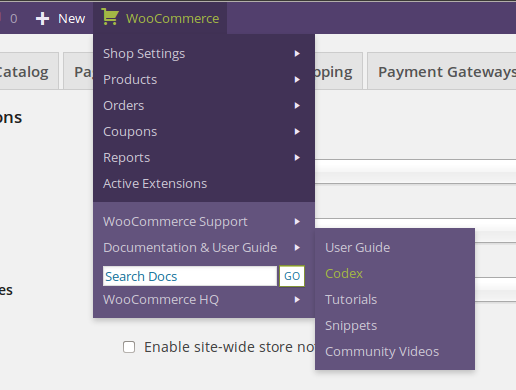 0 New WooCommerce
Catalog Pa pping Payment Gateways
ons
Shop Settings
Products
Orders
Coupons
Reports
Active Extensions
WooCommerce Support
Documentation & User Guide
Search Docs GO
WooCommerce HQ
User Guide
Codex
Tutorials
Snippets
Community Videos
es
Enable site-wide store no